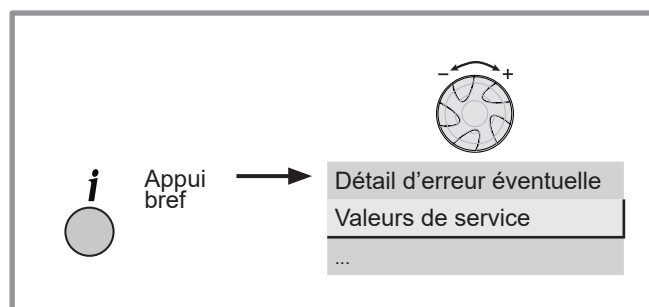 – +
i
Appui
bref
Détail d'erreur éventuelle
Valeurs de service
...